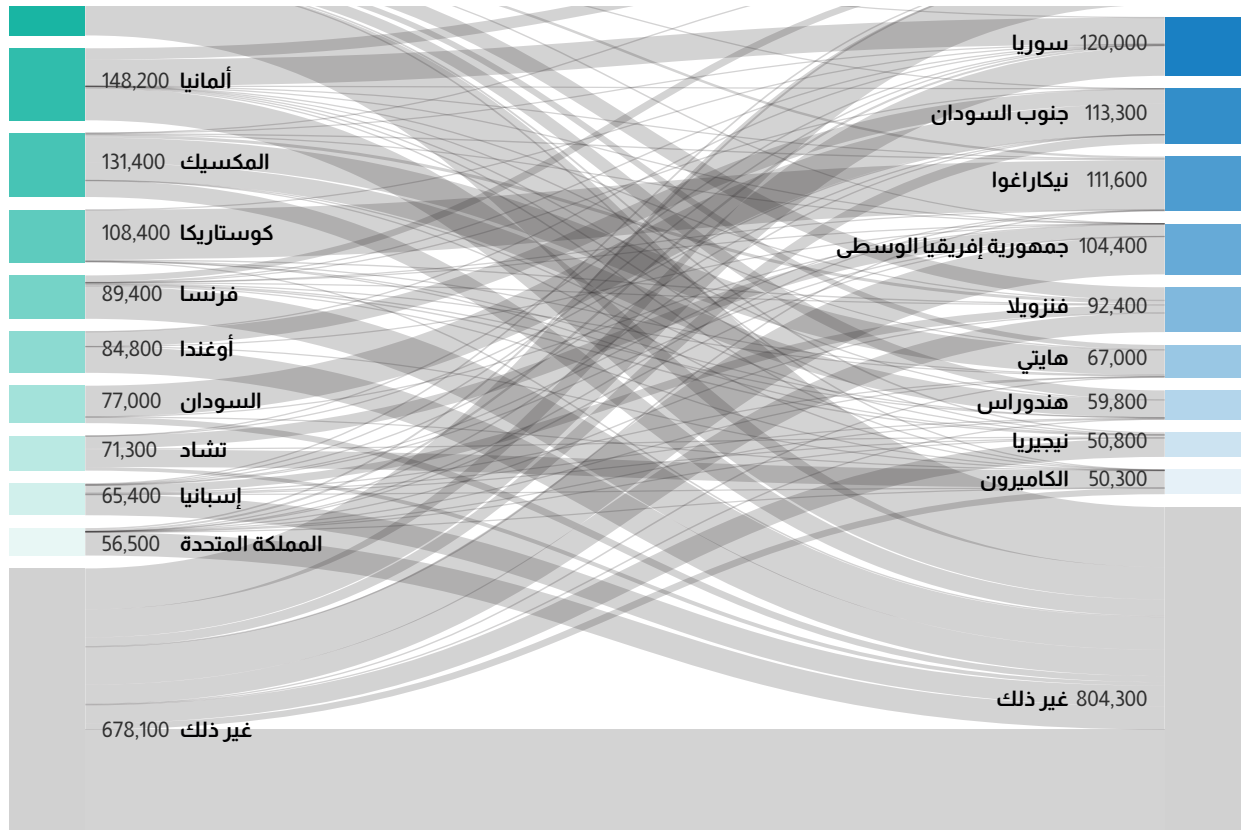 سوريا 120,000
جنوب السودان 113,300
نيكاراغوا 111,600
جمهورية إفريقيا الوسطى 104,400
فنزويلا 92,400
هايتي 67,000
هندوراس 59,800
نيجيريا 50,800
الكاميرون 50,300
غير ذلك 804,300
148,200 ألمانيا
131,400 المكسيك
108,400 كوستاريكا
89,400 فرنسا
84,800 أوغندا
77,000 السودان
71,300 تشاد
65,400 إسبانيا
56,500 المملكة المتحدة
678,100 غير ذلك